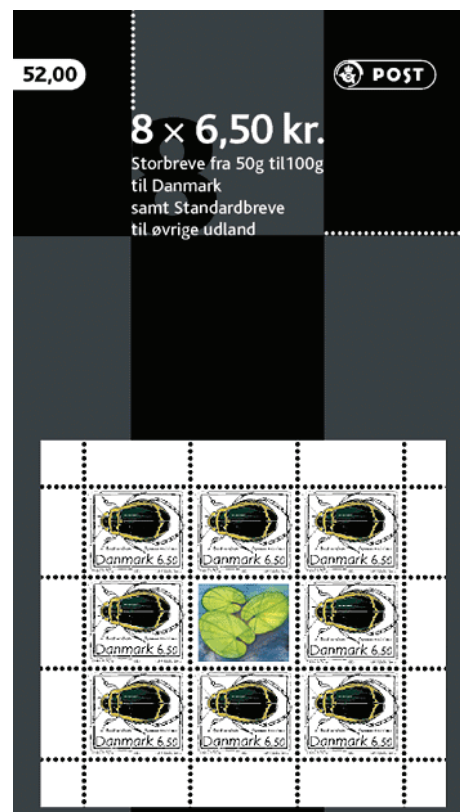 52,00
POST
8
8 × 6,50 kr.
Storbreve fra 50g til100g
til Danmark
samt Standardbreve
til øvrige udland
Danmark 6.50
Danmark 6.50
Danmark 6.50
Danmark 6.50
Danmark 6.50
Danmark 6.50
Danmark 6.50
Danmark 6.50